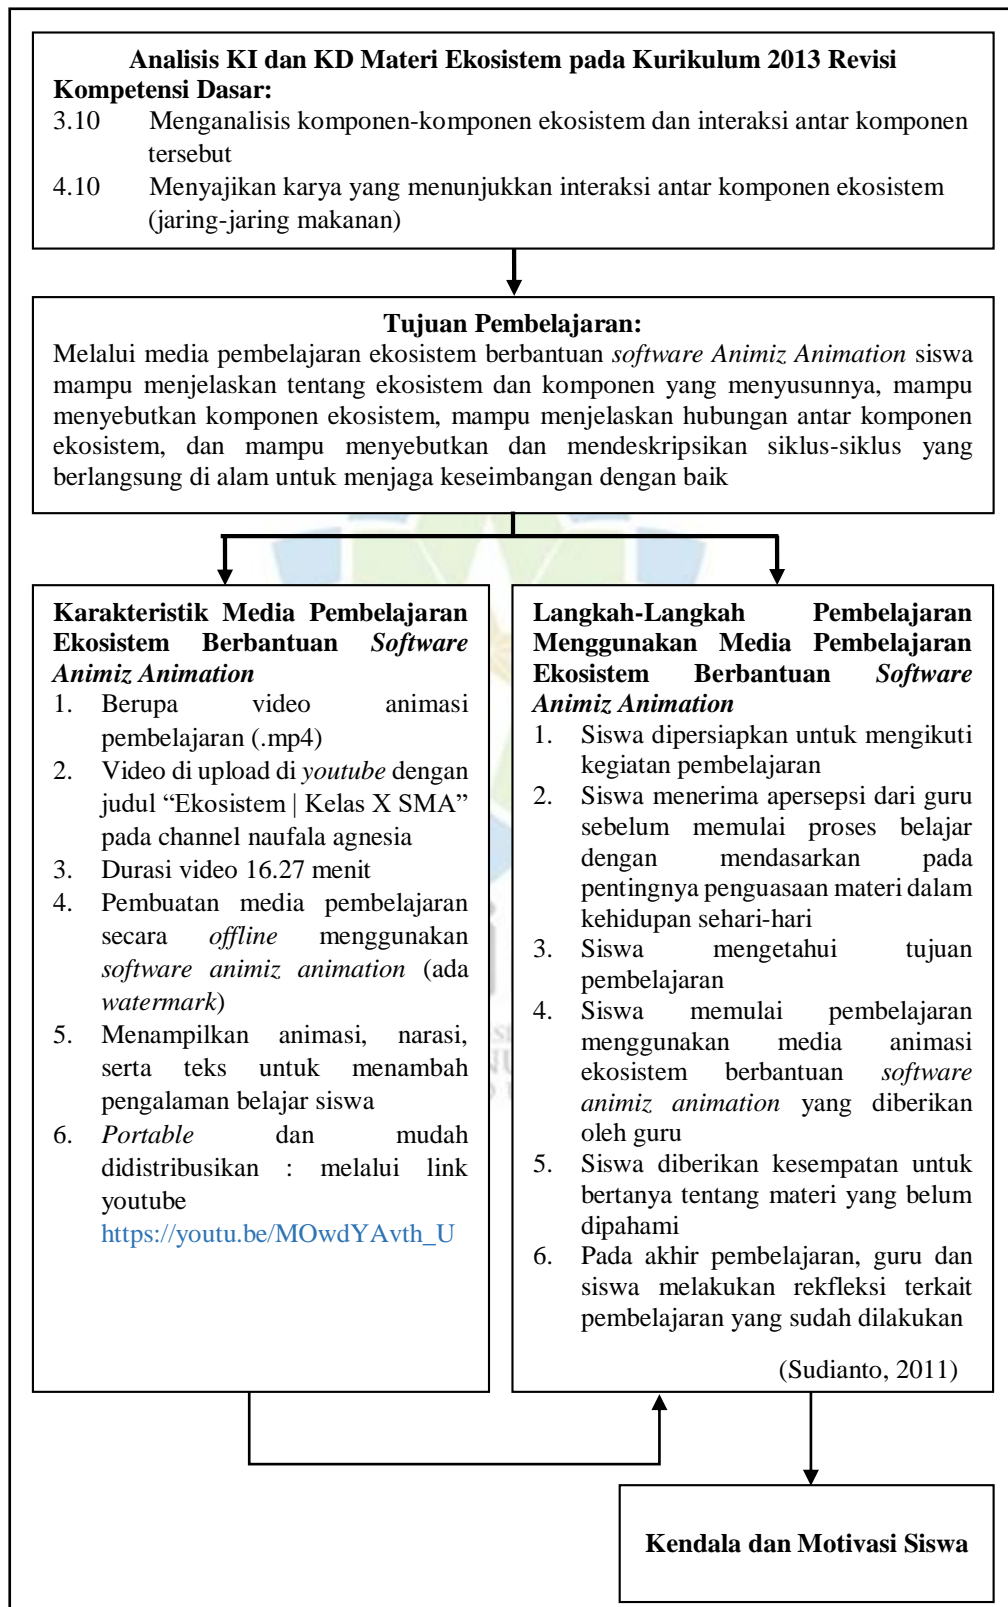 Analisis KI dan KD Materi Ekosistem pada Kurikulum 2013 Revisi
Kompetensi Dasar:
3.10 Menganalisis komponen-komponen ekosistem dan interaksi antar komponen
tersebut
4.10 Menyajikan karya yang menunjukkan interaksi antar komponen ekosistem
(jaring-jaring makanan)
Tujuan Pembelajaran:
Melalui media pembelajaran ekosistem berbantuan software Animiz Animation siswa
mampu menjelaskan tentang ekosistem dan komponen yang menyusunnya, mampu
menyebutkan komponen ekosistem, mampu menjelaskan hubungan antar komponen
ekosistem, dan mampu menyebutkan dan mendeskripsikan siklus-siklus yang
berlangsung di alam untuk menjaga keseimbangan dengan baik
Karakteristik Media Pembelajaran
Ekosistem Berbantuan Software
Animiz Animation
1. Berupa video animasi
pembelajaran (.mp4)
2. Video di upload di youtube dengan
judul “Ekosistem | Kelas X SMA”
pada channel naufala agnesia
3. Durasi video 16.27 menit
4. Pembuatan media pembelajaran
secara offline menggunakan
software animiz animation (ada
watermark)
5. Menampilkan animasi, narasi,
serta teks untuk menambah
pengalaman belajar siswa
6. Portable dan mudah
didistribusikan : melalui link
youtube
https://youtu.be/MOwdYAvth_U
Langkah-Langkah Pembelajaran
Menggunakan Media Pembelajaran
Ekosistem Berbantuan Software
Animiz Animation
1. Siswa dipersiapkan untuk mengikuti
kegiatan pembelajaran
2. Siswa menerima apersepsi dari guru
sebelum memulai proses belajar
dengan mendasarkan pada
pentingnya penguasaan materi dalam
kehidupan sehari-hari
3. Siswa mengetahui tujuan
pembelajaran
4. Siswa memulai pembelajaran
menggunakan media animasi
ekosistem berbantuan software
animiz animation yang diberikan
oleh guru
5. Siswa diberikan kesempatan untuk
bertanya tentang materi yang belum
dipahami
6. Pada akhir pembelajaran, guru dan
siswa melakukan rekfleksi terkait
pembelajaran yang sudah dilakukan
(Sudianto, 2011)
Kendala dan Motivasi Siswa